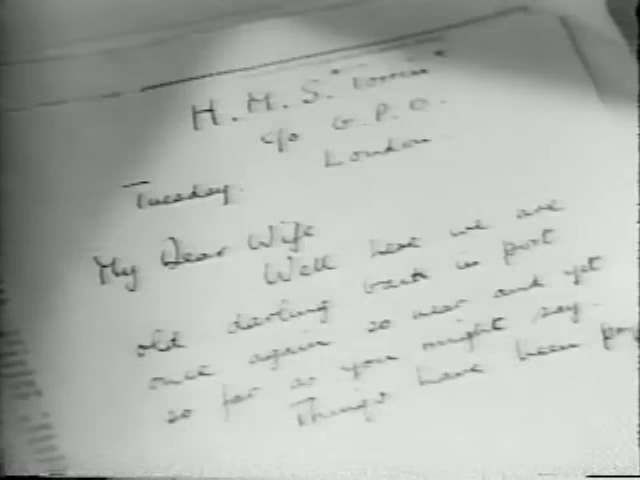 H.M.S. "Torrin"
c/o G.P.O.
London
Tuesday.
My Dear Wife
Well here we are
old darling back in port
once again so near and yet
so far as you might say.
Things have been